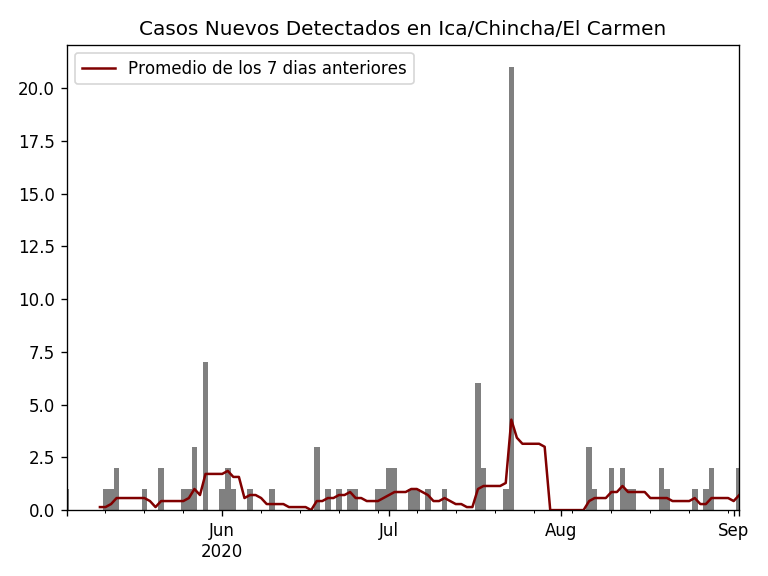 Casos Nuevos Detectados en Ica/Chincha/El Carmen
Promedio de los 7 dias anteriores
20.0
17.5
15.0
12.5
10.0
7.5
5.0
2.5
0.0
Jun
2020
Jul
Aug
Sep